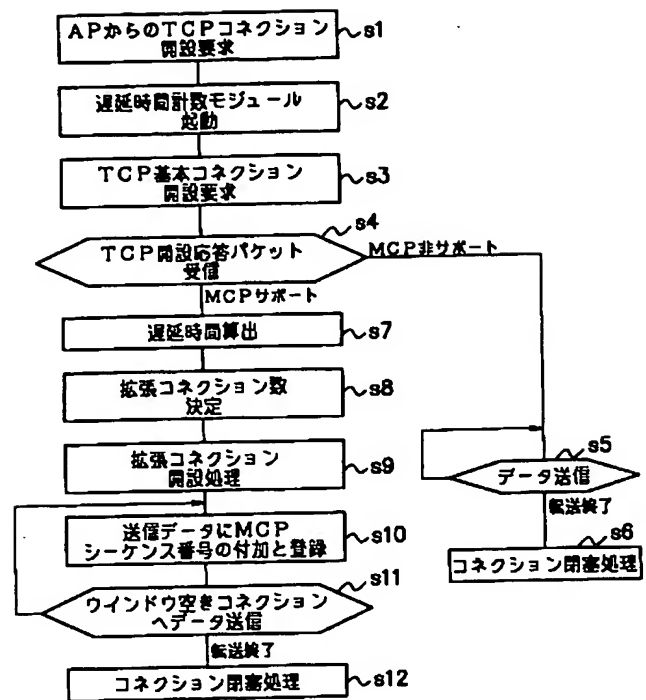 APからのTCPコネクション
開設要求
s1
遅延時間計数モジュール
起動
s2
TCP基本コネクション
開設要求
s3
s4
TCP開設応答パケット
受信
MCP非サポート
MCPサポート
遅延時間算出
s7
拡張コネクション数
決定
s8
拡張コネクション
開設処理
s9
s5
データ送信
転送終了
s6
コネクション閉塞処理
送信データにMCP
シーケンス番号の付加と登録
s10
s11
ウインドウ空きコネクション
へデータ送信
転送終了
コネクション閉塞処理
s12